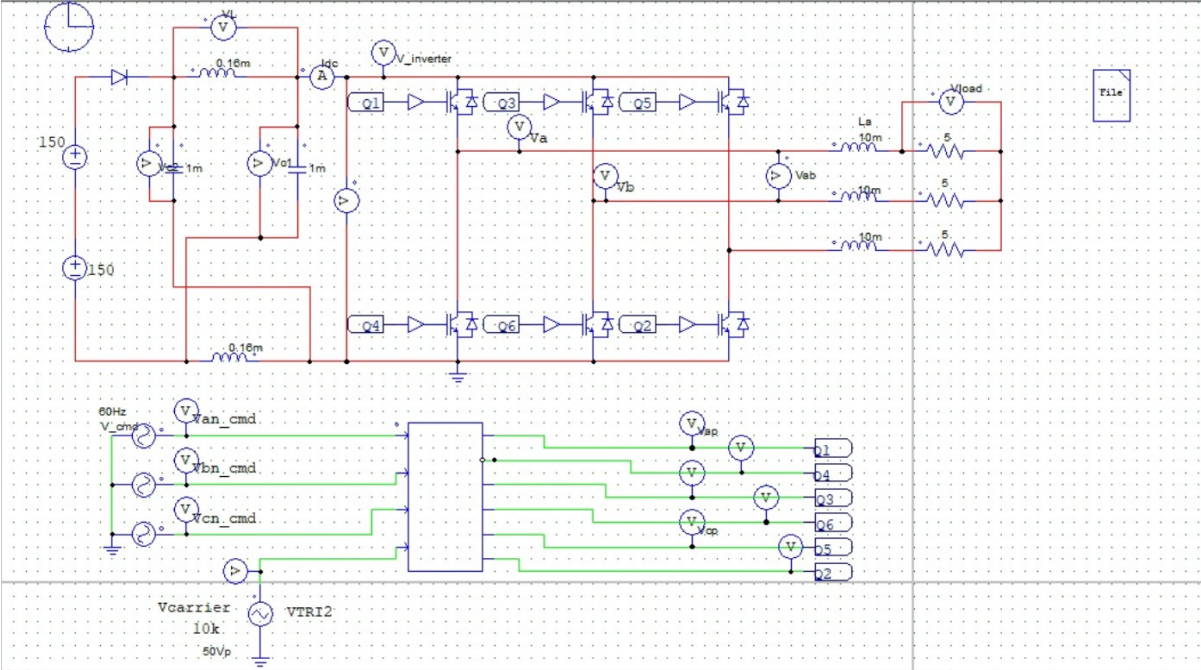 VL
0.16m
Idc
V_inverter
Q1
Q3
Q5
Vload
File
La
10m
5
Va
150
1m
Vc1
1m
Vb
Vab
10m
5
10m
5
150
Q4
Q6
Q2
0.16m
60Hz
V_cmd
Van_cmd
Vap
Q1
Vbn_cmd
Q4
Q3
Vcn_cmd
Q6
Vcp
Q5
Q2
Vcarrier
VTRI2
10k
50Vp